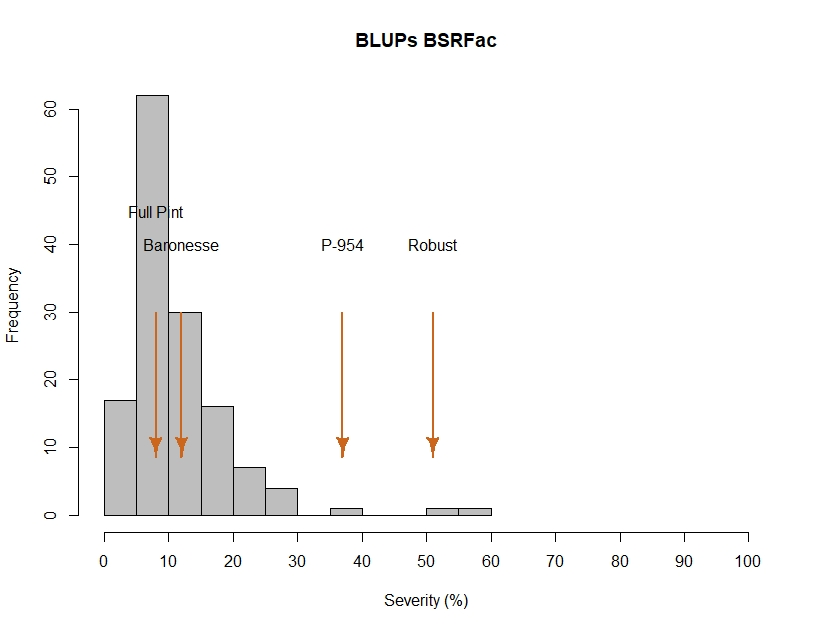 BLUPs BSRFac
60
50
40
30
20
10
0
Frequency
Full Pint
Baronesse
P-954
Robust
0 10 20 30 40 50 60 70 80 90 100
Severity (%)